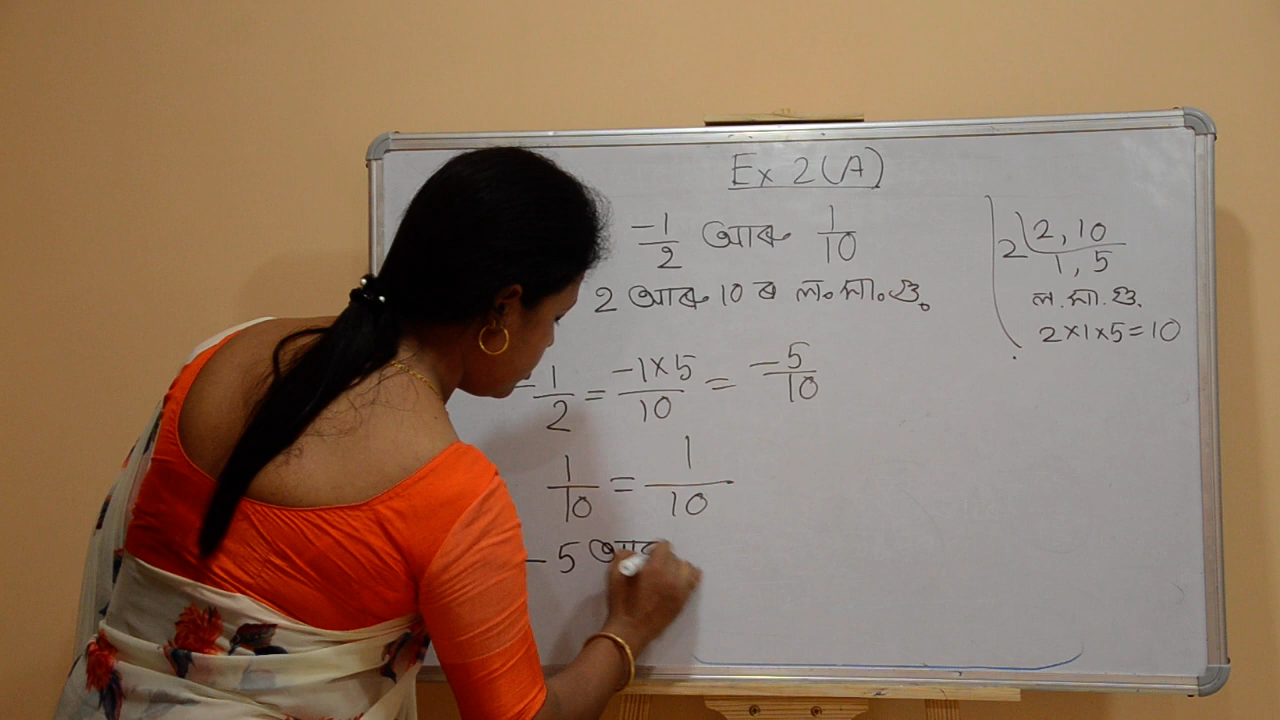 Ex 2(A)
-1/2 আৰু 1/10
2 আৰু 10 ৰ ল॰সা॰গু॰
-1/2 = -1×5/10 = -5/10
1/10 = 1/10
-5
2 2, 10
1, 5
ল.সা.গু.
2×1×5=10